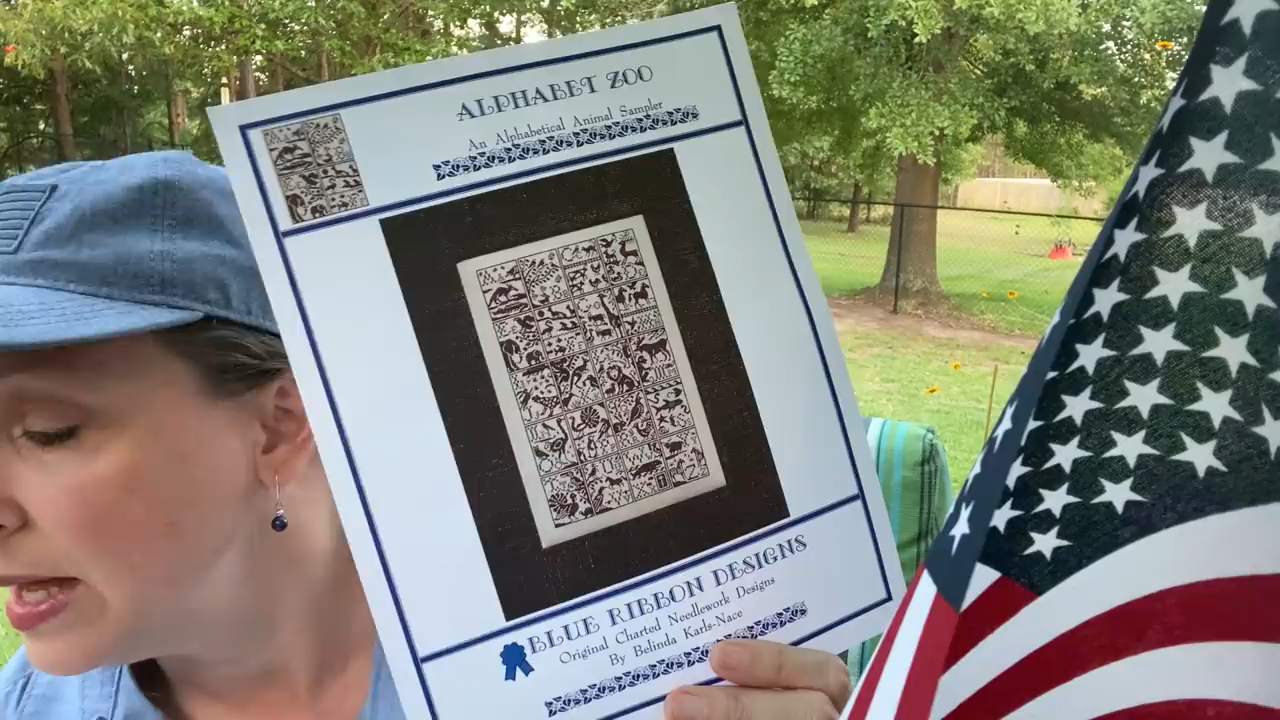 ALPHABET ZOO
An Alphabetical Animal Sampler
BLUE RIBBON DESIGNS
Original Charted Needlework Designs
By Belinda Karls-Nace